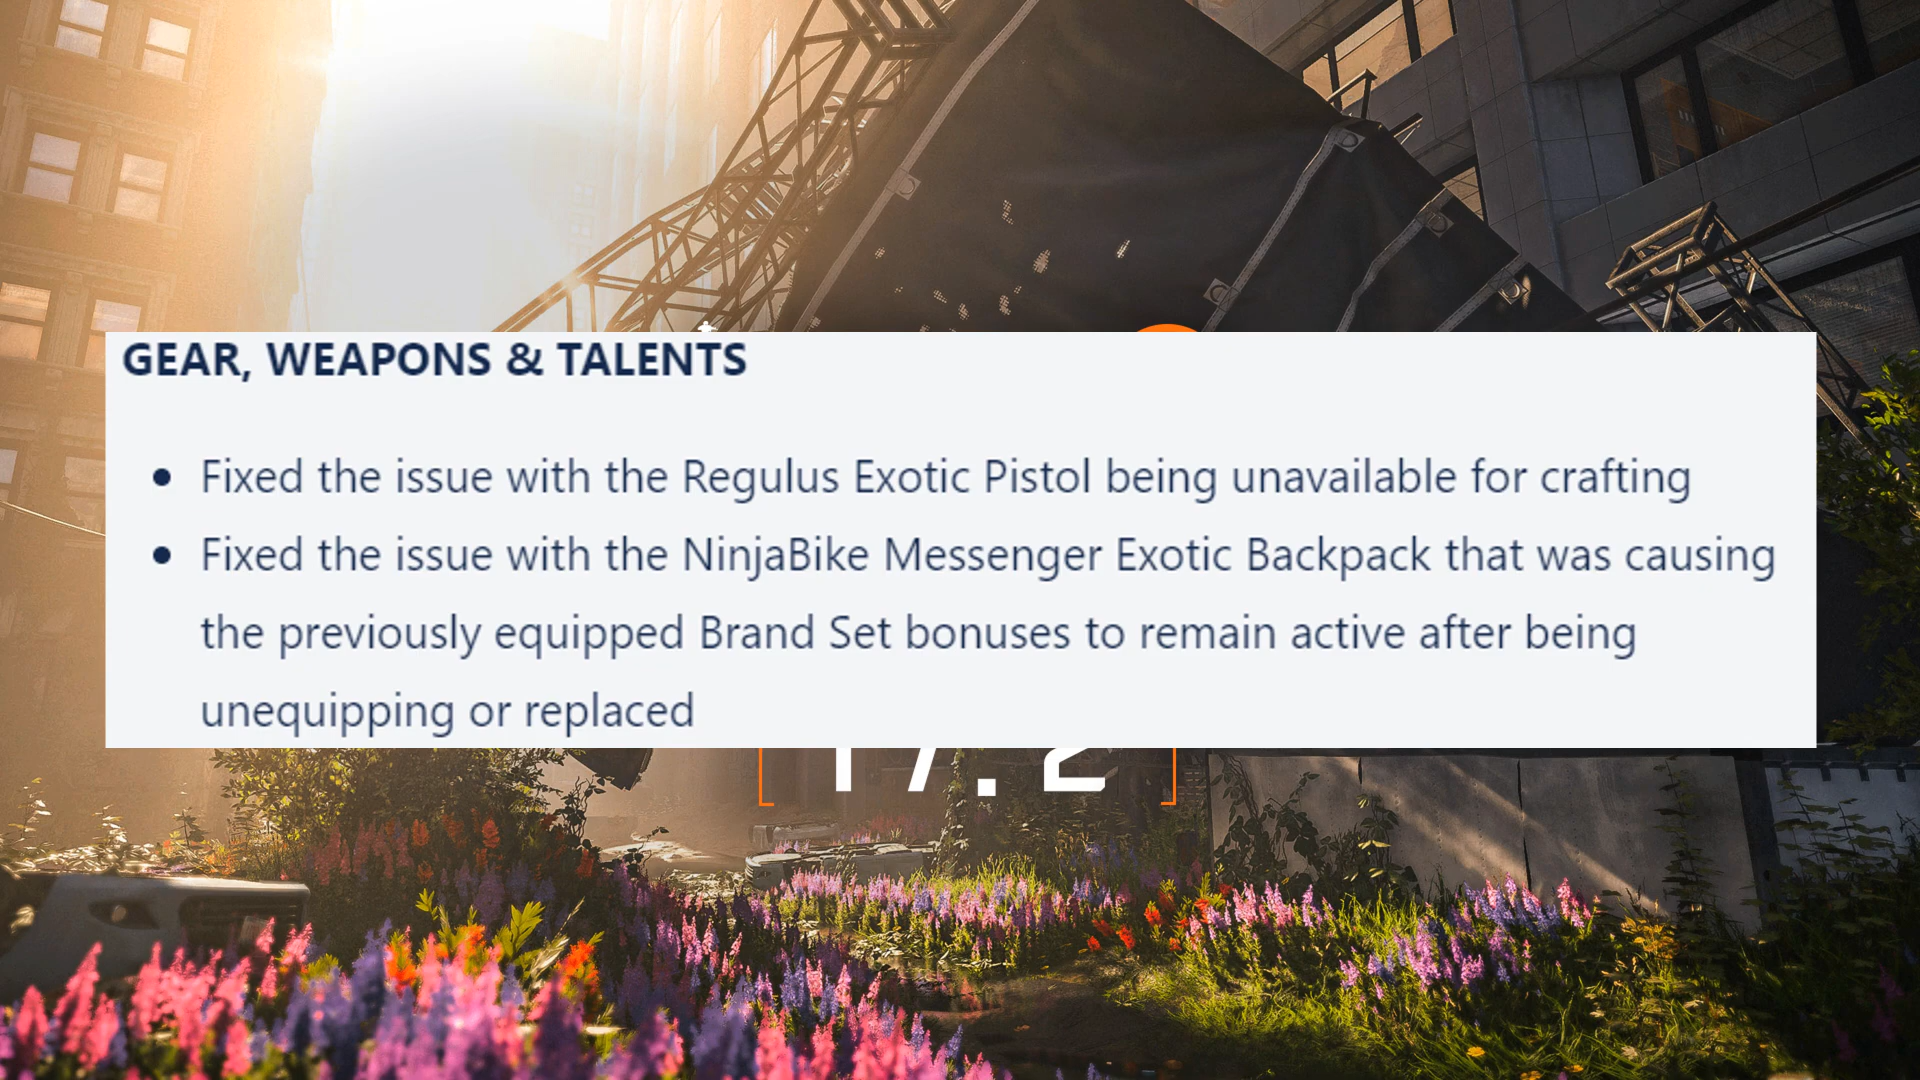 GEAR, WEAPONS & TALENTS
Fixed the issue with the Regulus Exotic Pistol being unavailable for crafting
Fixed the issue with the NinjaBike Messenger Exotic Backpack that was causing
the previously equipped Brand Set bonuses to remain active after being
unequipping or replaced
17.2